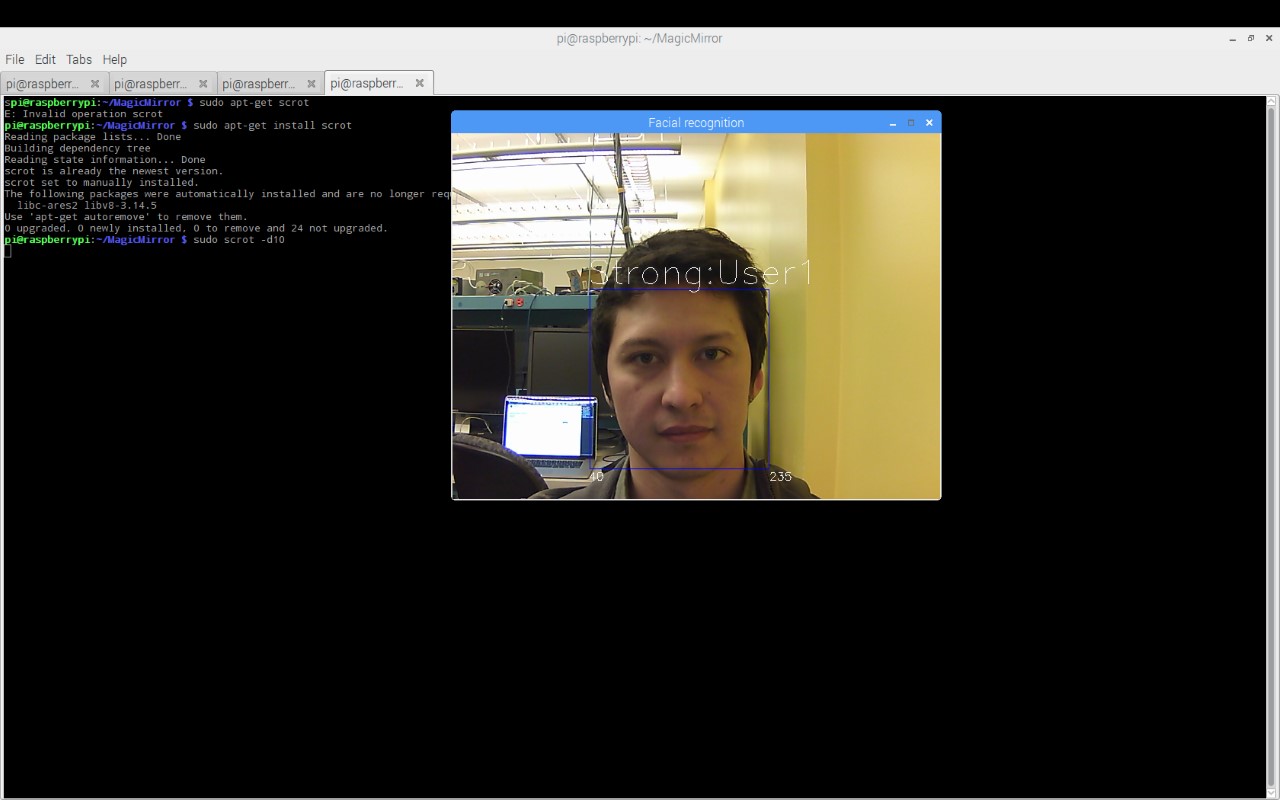 pi@raspberrypi: ~/MagicMirror
File Edit Tabs Help
pi@raspberr... pi@raspberr... pi@raspberr... pi@raspberr...
spi@raspberrypi:~/MagicMirror $ sudo apt-get scrot
E: Invalid operation scrot
pi@raspberrypi:~/MagicMirror $ sudo apt-get install scrot
Reading package lists... Done
Building dependency tree
Reading state information... Done
scrot is already the newest version.
scrot set to manually installed.
The following packages were automatically installed and are no longer req
libc-ares2 libv8-3.14.5
Use 'apt-get autoremove' to remove them.
0 upgraded, 0 newly installed, 0 to remove and 24 not upgraded.
pi@raspberrypi:~/MagicMirror $ sudo scrot -d10
Facial recognition
Strong:User1
40 235